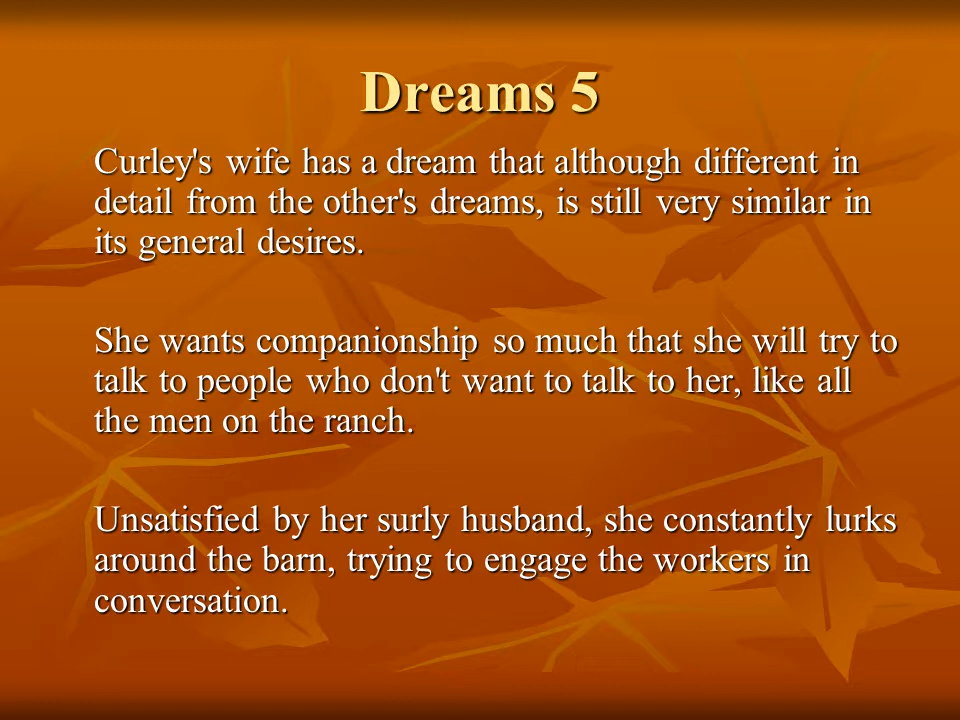 Dreams 5
Curley's wife has a dream that although different in
detail from the other's dreams, is still very similar in
its general desires.
She wants companionship so much that she will try to
talk to people who don't want to talk to her, like all
the men on the ranch.
Unsatisfied by her surly husband, she constantly lurks
around the barn, trying to engage the workers in
conversation.